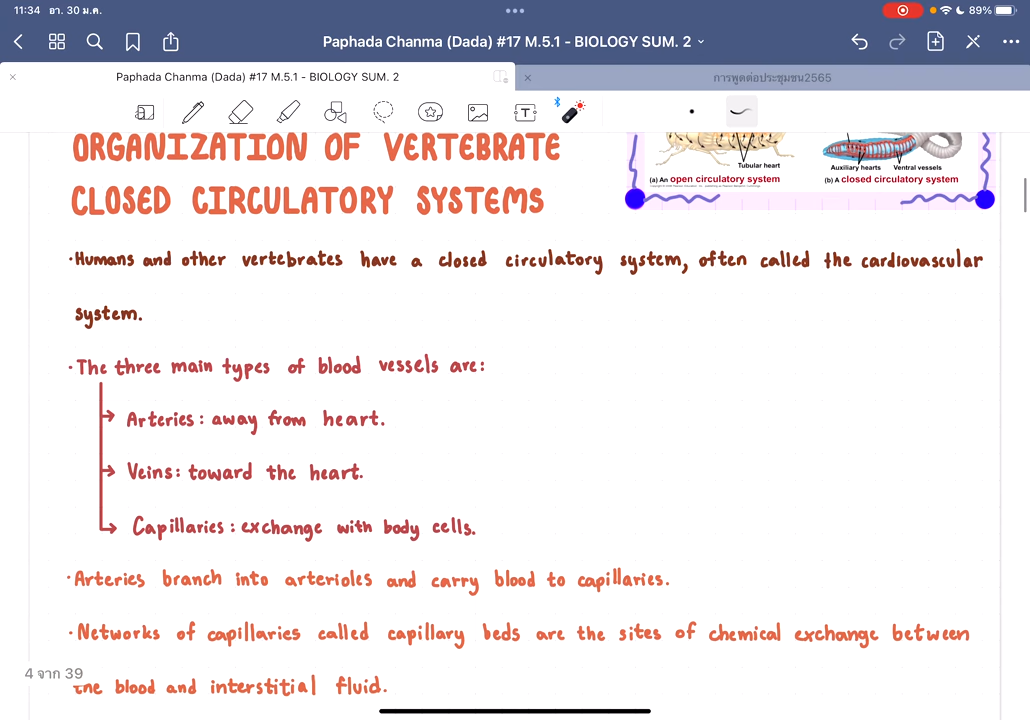 11:34 อา. 30 ม.ค.
89%
Paphada Chanma (Dada) #17 M.5.1 - BIOLOGY SUM. 2
Paphada Chanma (Dada) #17 M.5.1 - BIOLOGY SUM. 2
การพูดต่อประชุมชน2565
ORGANIZATION OF VERTEBRATE
CLOSED CIRCULATORY SYSTEMS
Tubular heart
(a) An open circulatory system
Auxiliary hearts Ventral vessels
(b) A closed circulatory system
·Humans and other vertebrates have a closed circulatory system, often called the cardiovascular
system.
·The three main types of blood vessels are:
Arteries: away from heart.
Veins: toward the heart.
Capillaries: exchange with body cells.
·Arteries branch into arterioles and carry blood to capillaries.
·Networks of capillaries called capillary beds are the sites of chemical exchange between
4 จาก 39
the blood and interstitial fluid.